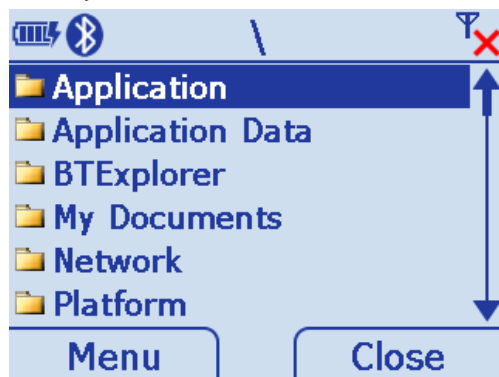 \
Application
Application Data
BTExplorer
My Documents
Network
Platform
Menu Close